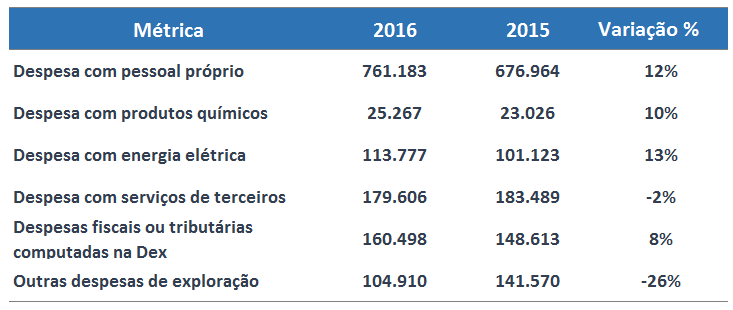 Métrica 2016 2015 Variação %
Despesa com pessoal próprio 761.183 676.964 12%
Despesa com produtos químicos 25.267 23.026 10%
Despesa com energia elétrica 113.777 101.123 13%
Despesa com serviços de terceiros 179.606 183.489 -2%
Despesas fiscais ou tributárias
computadas na Dex 160.498 148.613 8%
Outras despesas de exploração 104.910 141.570 -26%